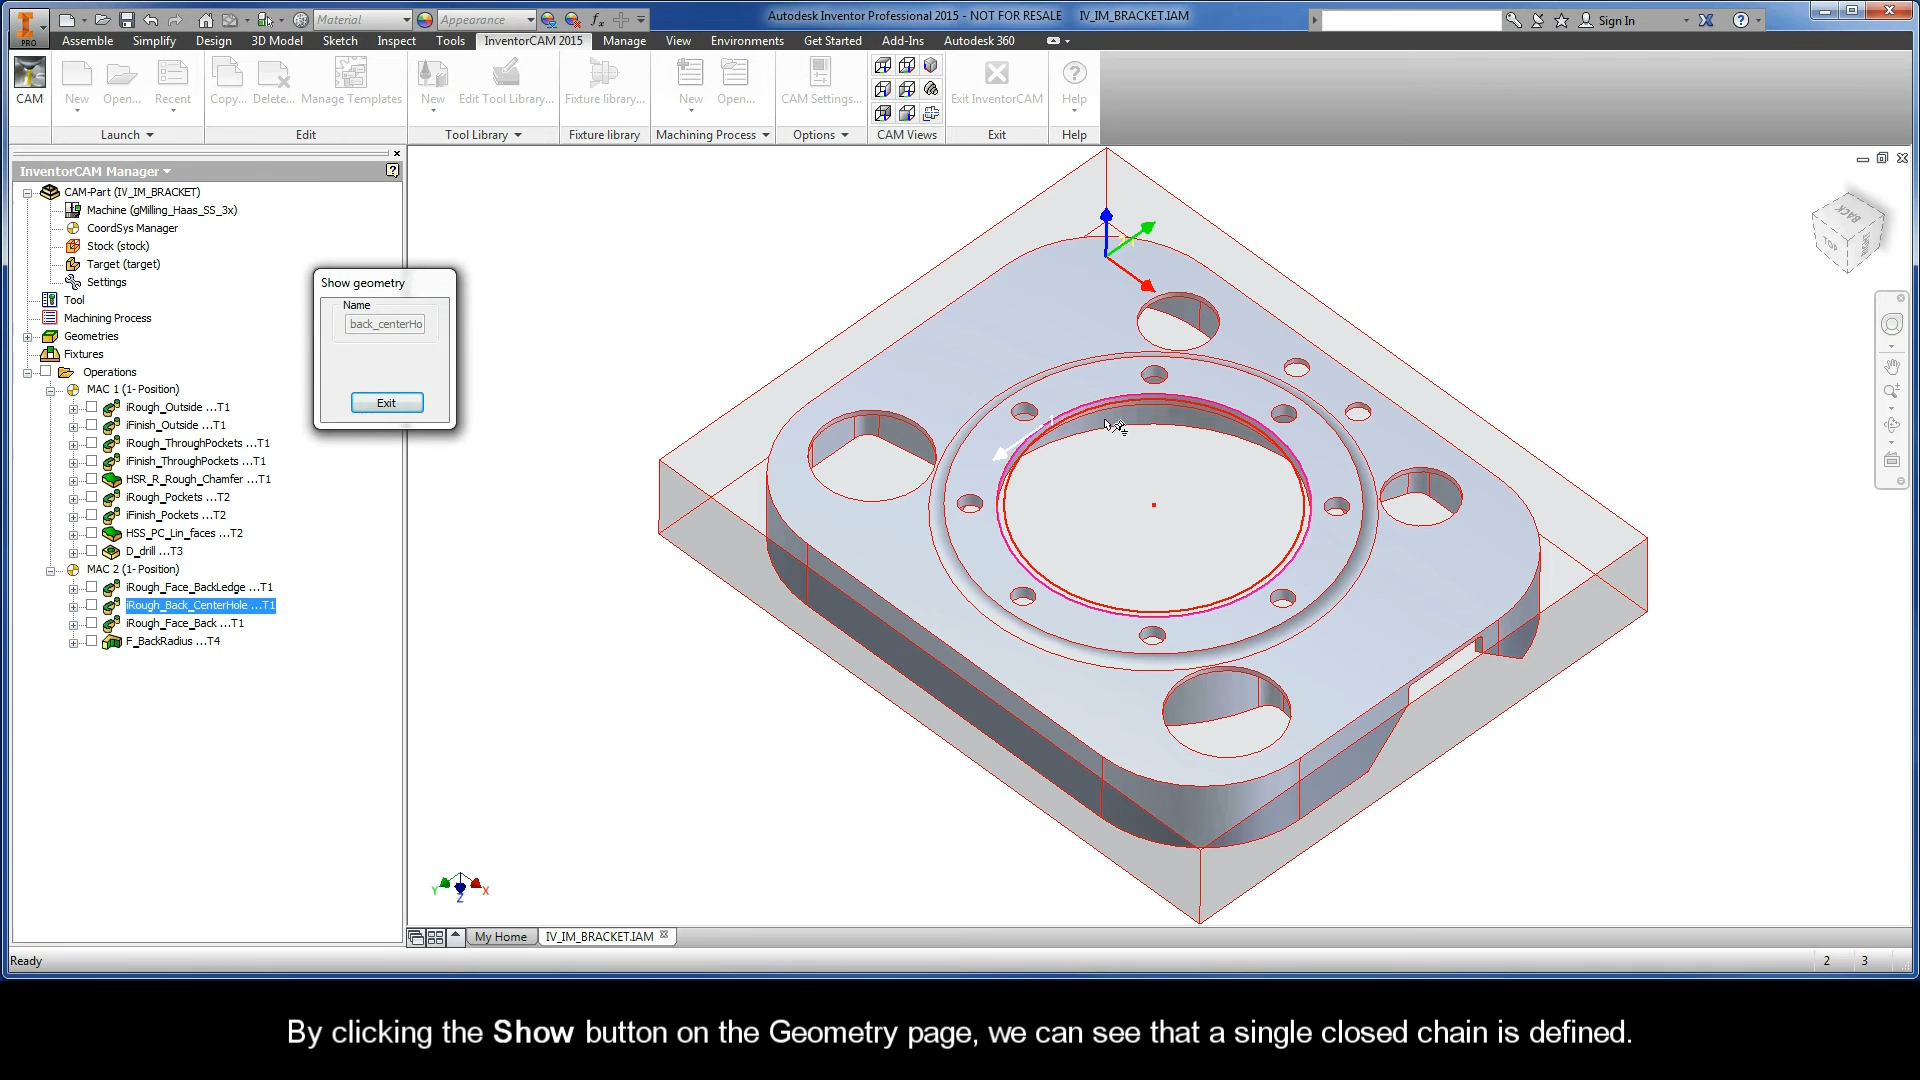 Autodesk Inventor Professional 2015 - NOT FOR RESALE IV_IM_BRACKET.IAM
Material
Appearance
Sign In
PRO
Assemble Simplify Design 3D Model Sketch Inspect Tools InventorCAM 2015 Manage View Environments Get Started Add-Ins Autodesk 360
CAM New Open... Recent Copy... Delete... Manage Templates New Edit Tool Library... Fixture library... New Open... CAM Settings... Exit InventorCAM Help
Launch Edit Tool Library Fixture library Machining Process Options CAM Views Exit Help
InventorCAM Manager
CAM-Part (IV_IM_BRACKET)
Machine (gMilling_Haas_SS_3x)
CoordSys Manager
Stock (stock)
Target (target)
Settings
Tool
Machining Process
Geometries
Fixtures
Operations
MAC 1 (1- Position)
iRough_Outside ...T1
iFinish_Outside ...T1
iRough_ThroughPockets ...T1
iFinish_ThroughPockets ...T1
HSR_R_Rough_Chamfer ...T1
iRough_Pockets ...T2
iFinish_Pockets ...T2
HSS_PC_Lin_faces ...T2
D_drill ...T3
MAC 2 (1- Position)
iRough_Face_BackLedge ...T1
iRough_Back_CenterHole ...T1
iRough_Face_Back ...T1
F_BackRadius ...T4
Show geometry
Name
back_centerHo
Exit
BACK
TOP
Y
Z
X
My Home IV_IM_BRACKET.IAM
Ready
2 3
By clicking the Show button on the Geometry page, we can see that a single closed chain is defined.